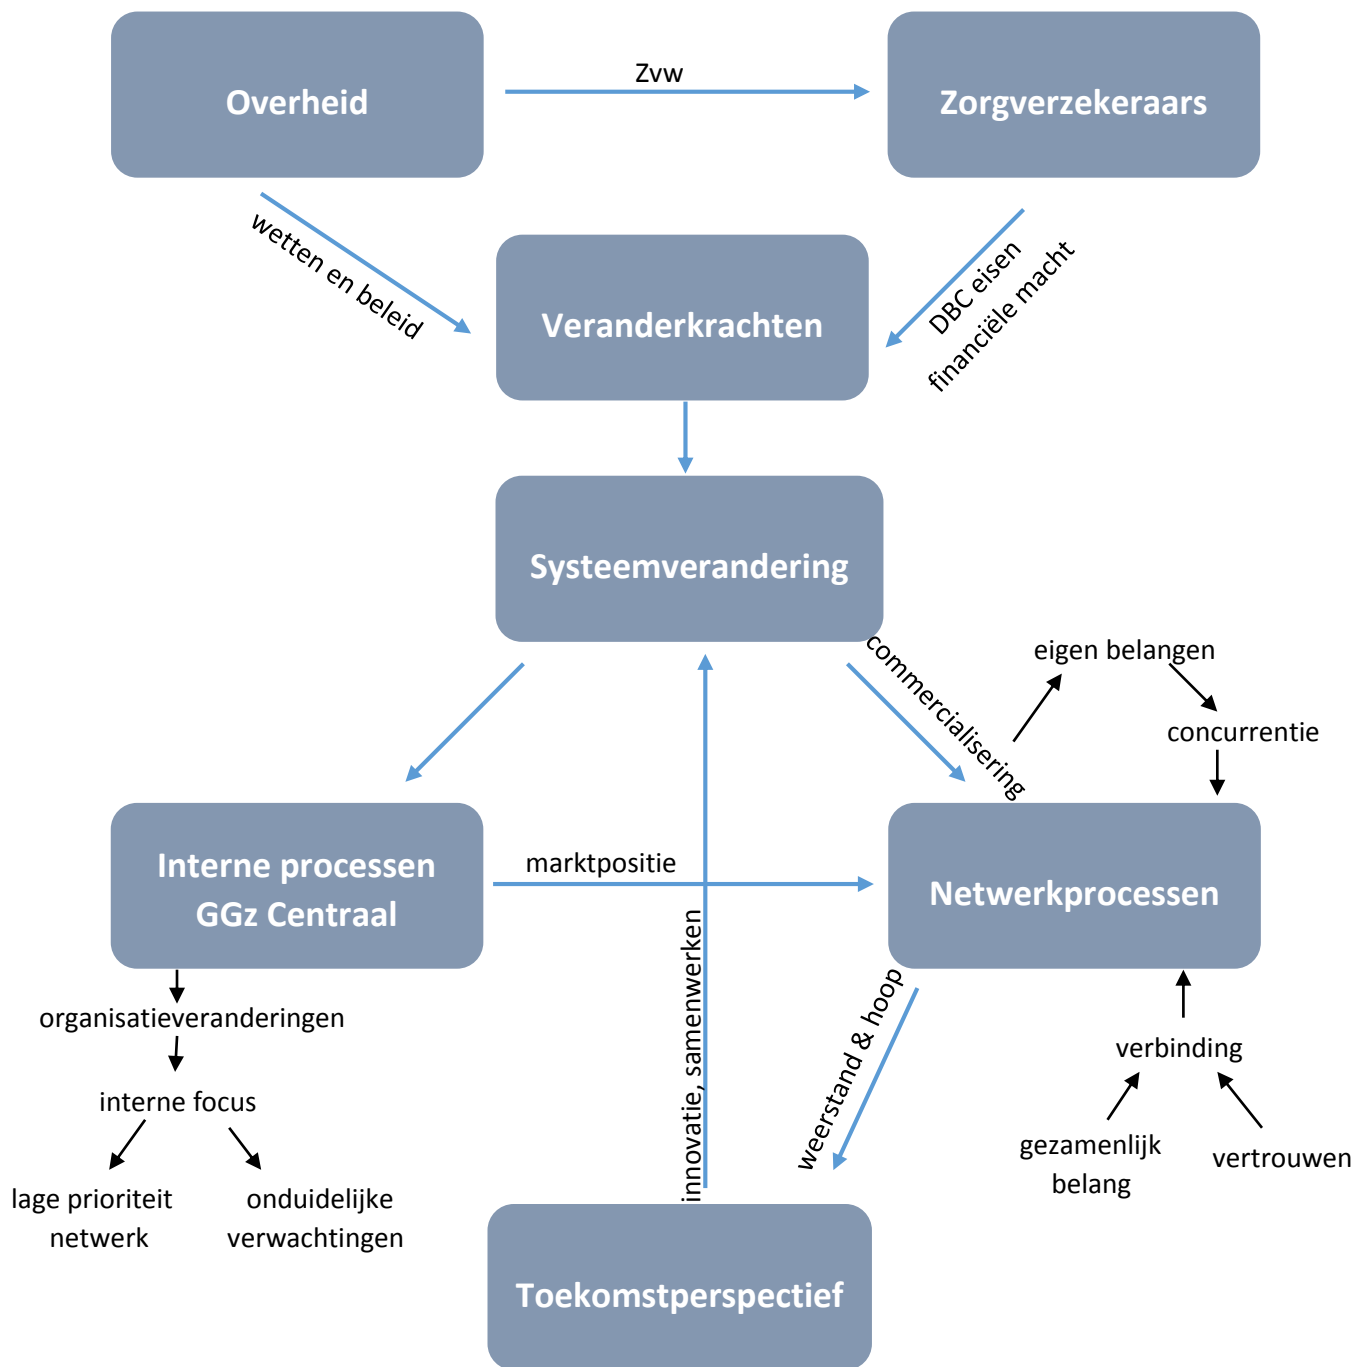 Overheid
Zvw
Zorgverzekeraars
wetten en beleid
Veranderkrachten
DBC eisen
financiële macht
Systeemverandering
commercialisering
eigen belangen
concurrentie
Interne processen
GGz Centraal
marktpositie
Netwerkprocessen
organisatieveranderingen
interne focus
lage prioriteit
netwerk
onduidelijke
verwachtingen
innovatie, samenwerken
weerstand & hoop
verbinding
gezamenlijk
belang
vertrouwen
Toekomstperspectief